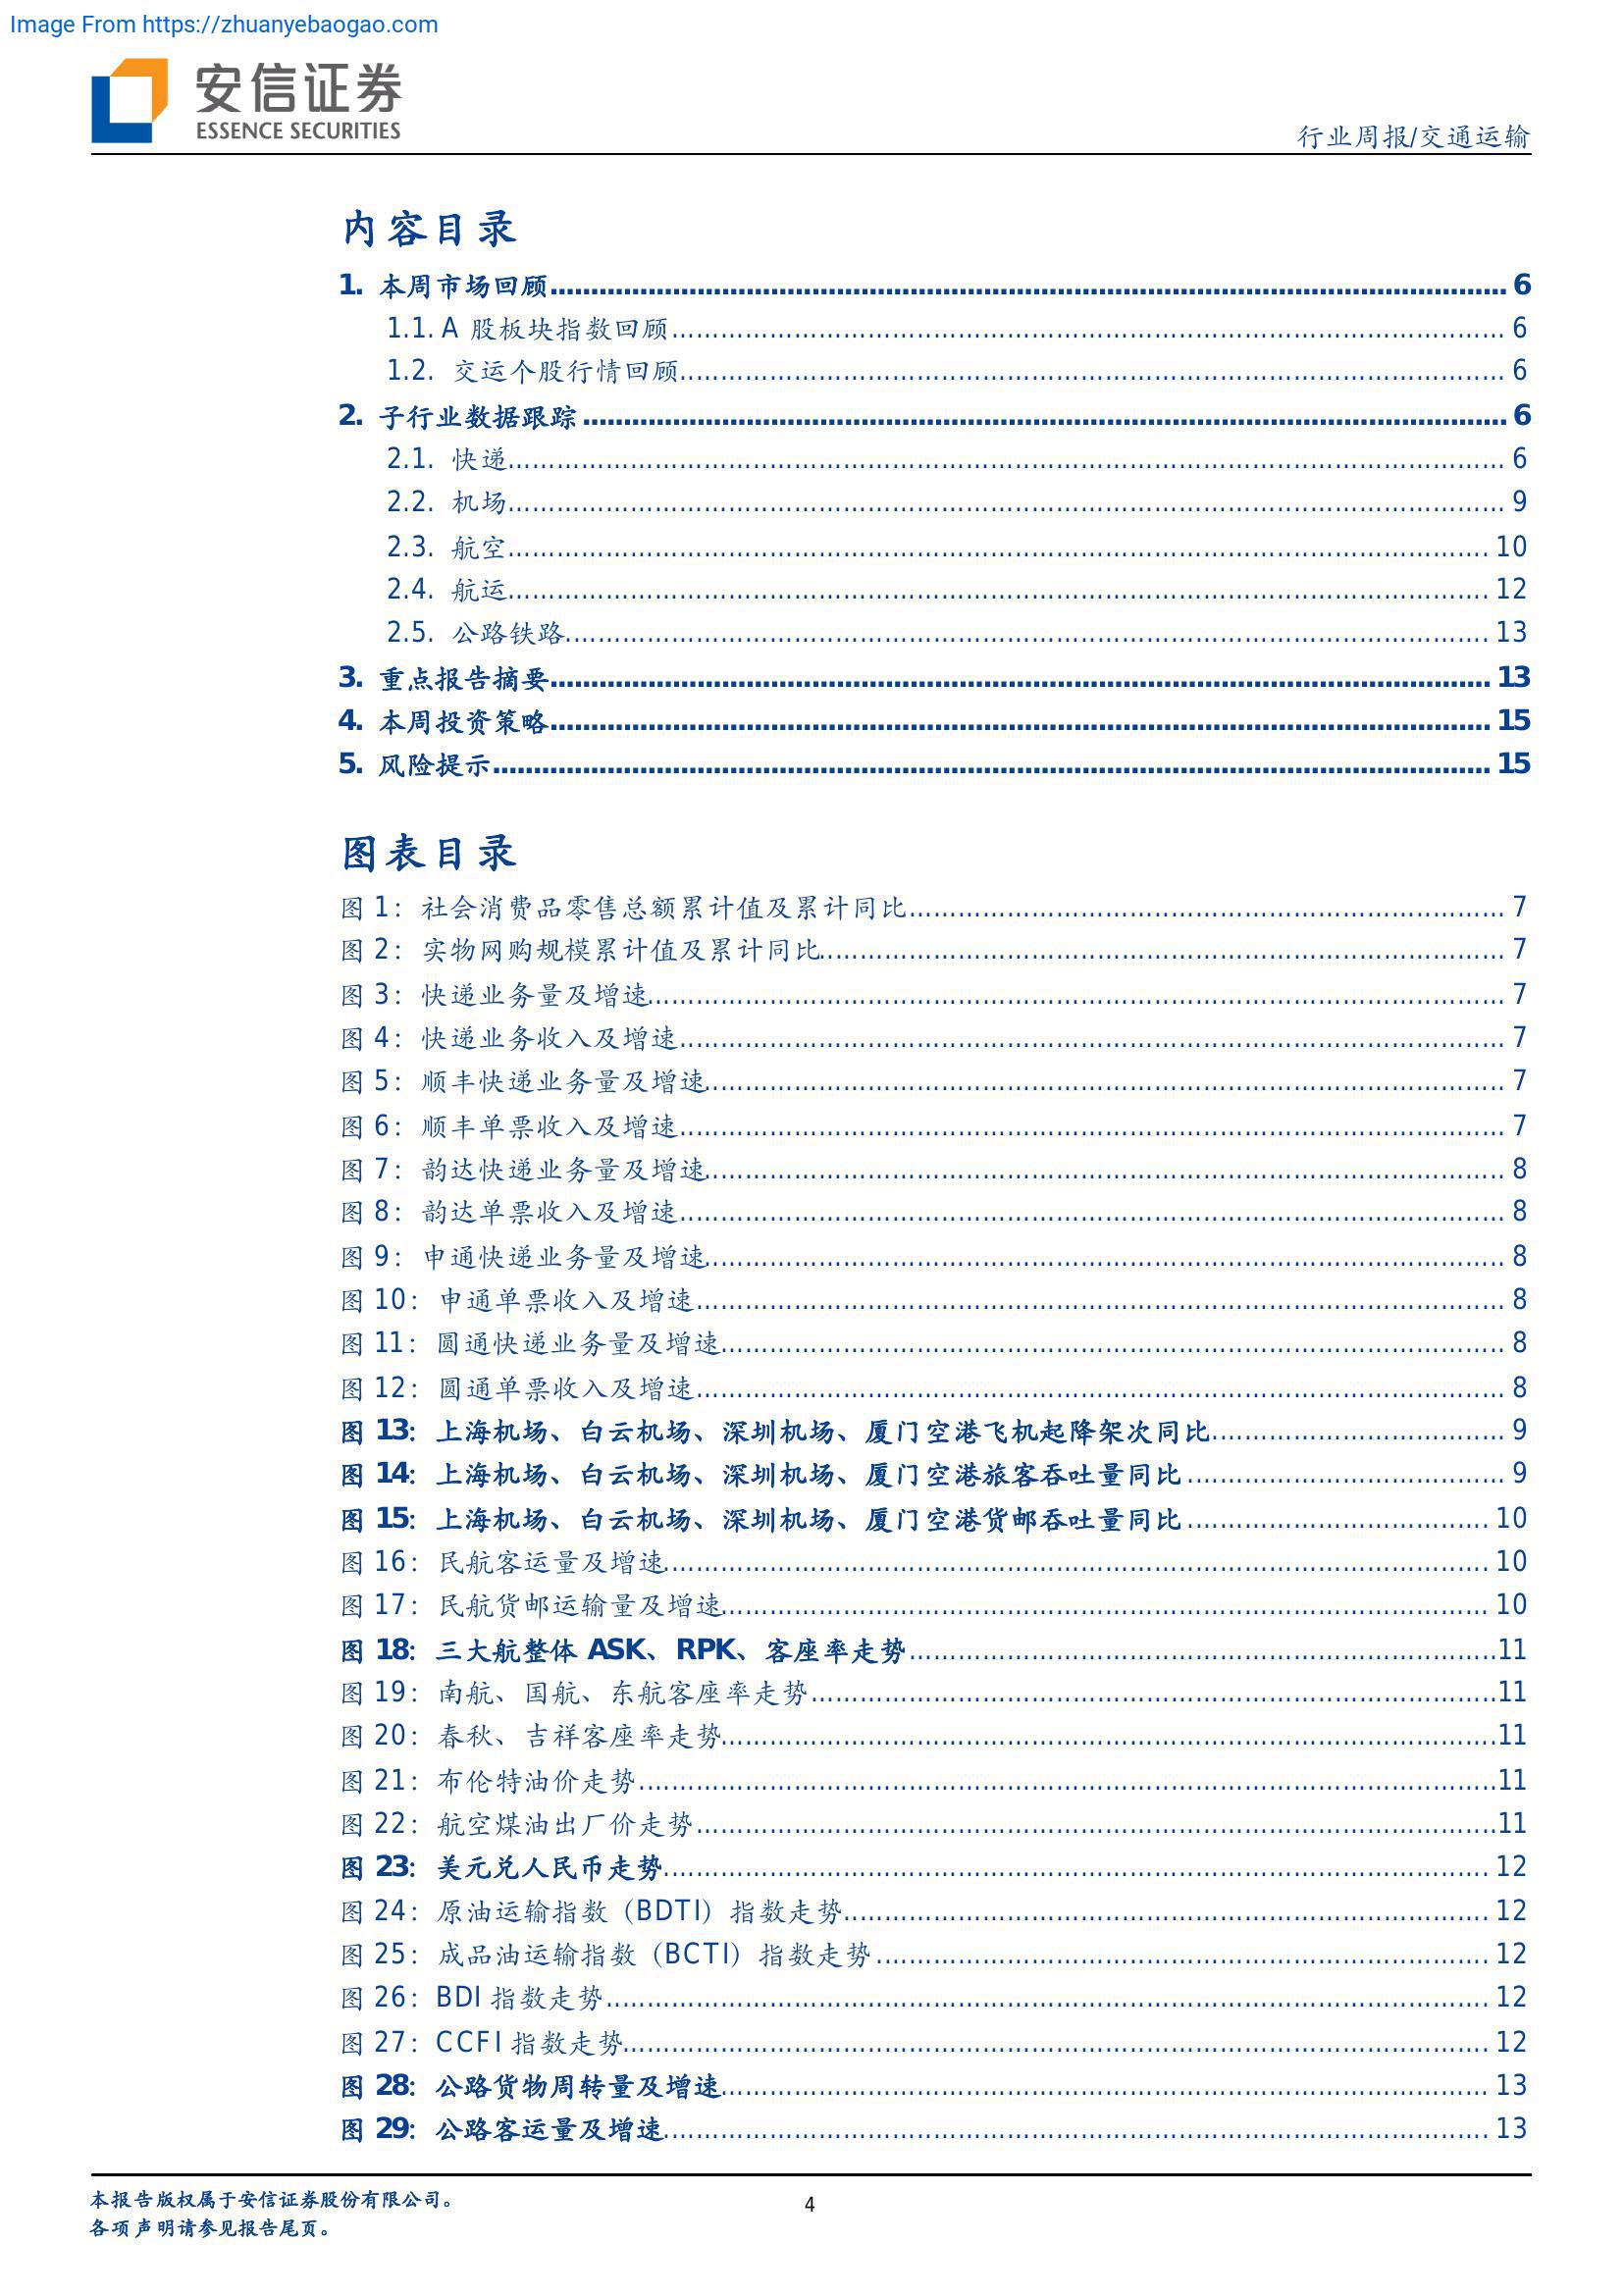 Image From https://zhuanyebaogao.com
安信证券
ESSENCE SECURITIES
行业周报/交通运输
内容目录
1. 本周市场回顾 6
1.1. A 股板块指数回顾 6
1.2. 交运个股行情回顾 6
2. 子行业数据跟踪 6
2.1. 快递 6
2.2. 机场 9
2.3. 航空 10
2.4. 航运 12
2.5. 公路铁路 13
3. 重点报告摘要 13
4. 本周投资策略 15
5. 风险提示 15
图表目录
图 1：社会消费品零售总额累计值及累计同比 7
图 2：实物网购规模累计值及累计同比 7
图 3：快递业务量及增速 7
图 4：快递业务收入及增速 7
图 5：顺丰快递业务量及增速 7
图 6：顺丰单票收入及增速 7
图 7：韵达快递业务量及增速 8
图 8：韵达单票收入及增速 8
图 9：申通快递业务量及增速 8
图 10：申通单票收入及增速 8
图 11：圆通快递业务量及增速 8
图 12：圆通单票收入及增速 8
图 13：上海机场、白云机场、深圳机场、厦门空港飞机起降架次同比 9
图 14：上海机场、白云机场、深圳机场、厦门空港旅客吞吐量同比 9
图 15：上海机场、白云机场、深圳机场、厦门空港货邮吞吐量同比 10
图 16：民航客运量及增速 10
图 17：民航货邮运输量及增速 10
图 18：三大航整体 ASK、RPK、客座率走势 11
图 19：南航、国航、东航客座率走势 11
图 20：春秋、吉祥客座率走势 11
图 21：布伦特油价走势 11
图 22：航空煤油出厂价走势 11
图 23：美元兑人民币走势 12
图 24：原油运输指数（BDTI）指数走势 12
图 25：成品油运输指数（BCTI）指数走势 12
图 26：BDI 指数走势 12
图 27：CCFI 指数走势 12
图 28：公路货物周转量及增速 13
图 29：公路客运量及增速 13
本报告版权属于安信证券股份有限公司。
各项声明请参见报告尾页。
4